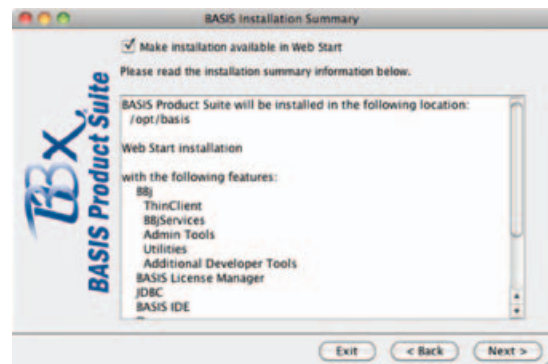 BASIS Installation Summary
Make installation available in Web Start
Please read the installation summary information below.
BASIS Product Suite will be installed in the following location:
/opt/basis
Web Start installation
with the following features:
BBj
ThinClient
BBjServices
Admin Tools
Utilities
Additional Developer Tools
BASIS License Manager
JDBC
BASIS IDE
BBX
BASIS Product Suite
Exit
< Back
Next >